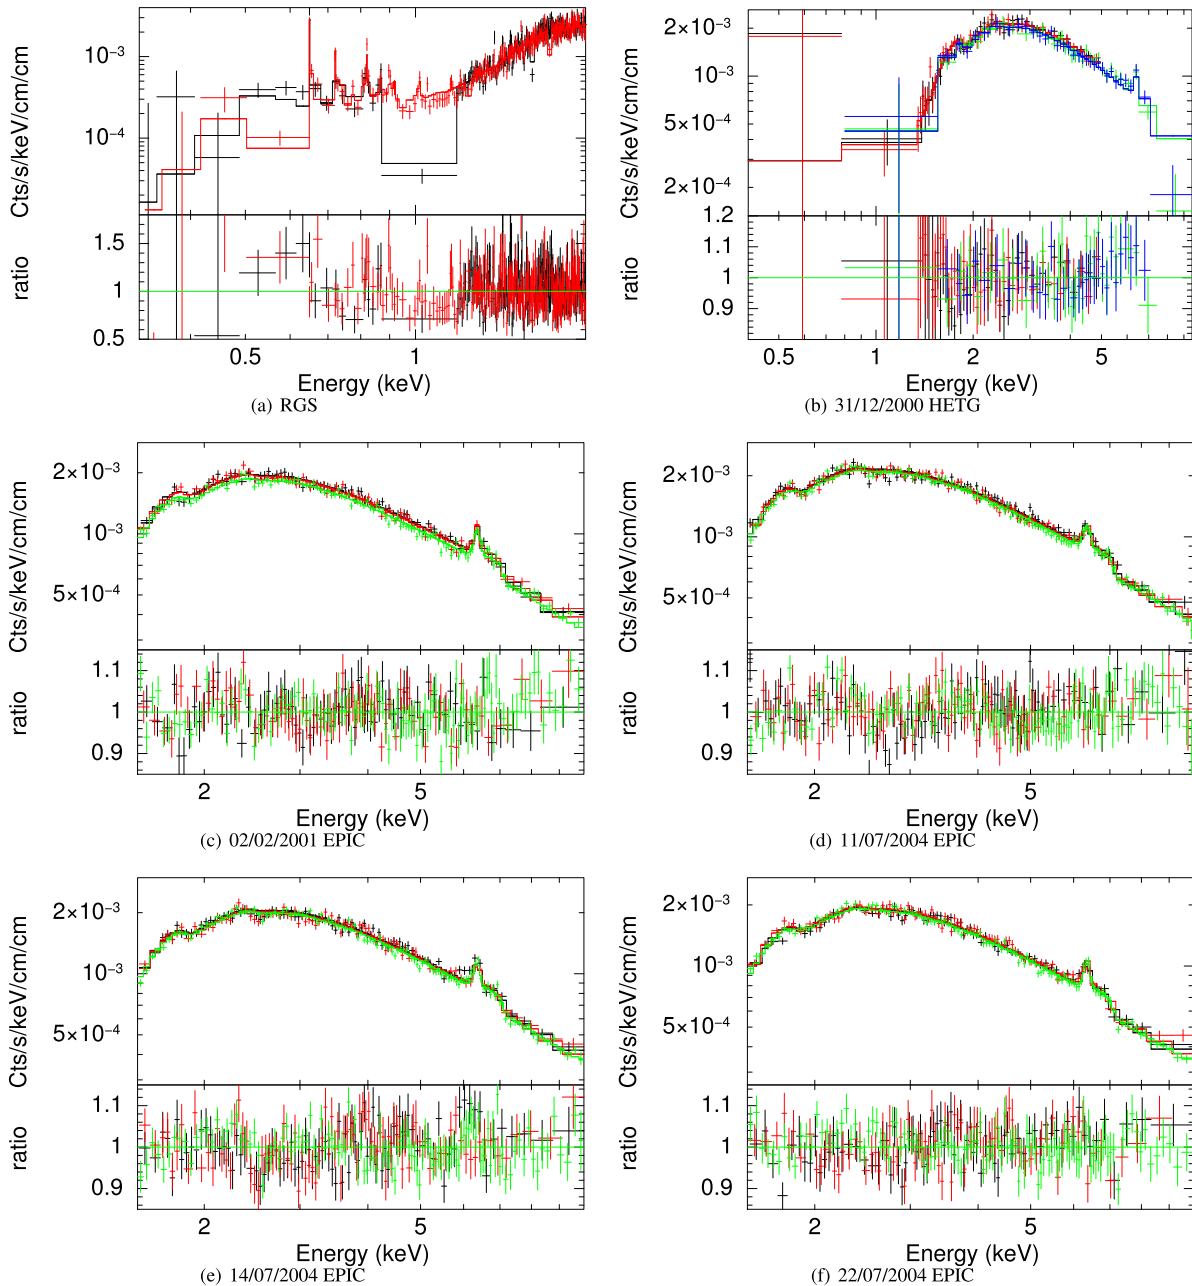 Cts/s/keV/cm/cm
10⁻³
10⁻⁴
ratio
1.5
1
0.5
0.5
1
Energy (keV)
(a) RGS
Cts/s/keV/cm/cm
2×10⁻³
10⁻³
5×10⁻⁴
2×10⁻⁴
ratio
1.2
1.1
1
0.9
0.5
1
2
5
Energy (keV)
(b) 31/12/2000 HETG
Cts/s/keV/cm/cm
2×10⁻³
10⁻³
5×10⁻⁴
ratio
1.1
1
0.9
2
5
Energy (keV)
(c) 02/02/2001 EPIC
Cts/s/keV/cm/cm
2×10⁻³
10⁻³
5×10⁻⁴
ratio
1.1
1
0.9
2
5
Energy (keV)
(d) 11/07/2004 EPIC
Cts/s/keV/cm/cm
2×10⁻³
10⁻³
5×10⁻⁴
ratio
1.1
1
0.9
2
5
Energy (keV)
(e) 14/07/2004 EPIC
Cts/s/keV/cm/cm
2×10⁻³
10⁻³
5×10⁻⁴
ratio
1.1
1
0.9
2
5
Energy (keV)
(f) 22/07/2004 EPIC